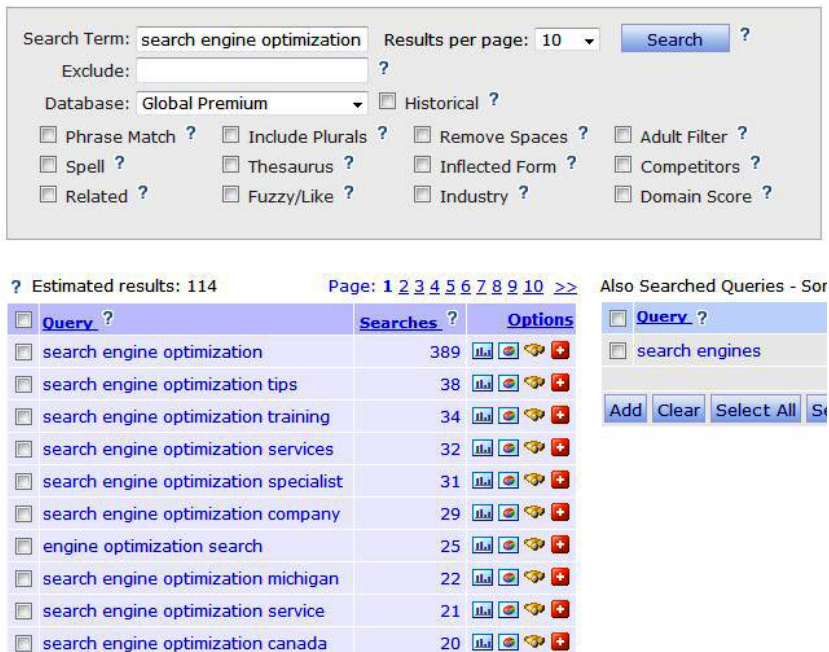 Search Term: search engine optimization Results per page: 10 Search ?
Exclude: ?
Database: Global Premium Historical ?
Phrase Match ? Include Plurals ? Remove Spaces ? Adult Filter ?
Spell ? Thesaurus ? Inflected Form ? Competitors ?
Related ? Fuzzy/Like ? Industry ? Domain Score ?
? Estimated results: 114 Page: 1 2 3 4 5 6 7 8 9 10 >>
Query ? Searches ? Options
search engine optimization 389
search engine optimization tips 38
search engine optimization training 34
search engine optimization services 32
search engine optimization specialist 31
search engine optimization company 29
engine optimization search 25
search engine optimization michigan 22
search engine optimization service 21
search engine optimization canada 20
Also Searched Queries - Sor
Query ?
search engines
Add Clear Select All Se